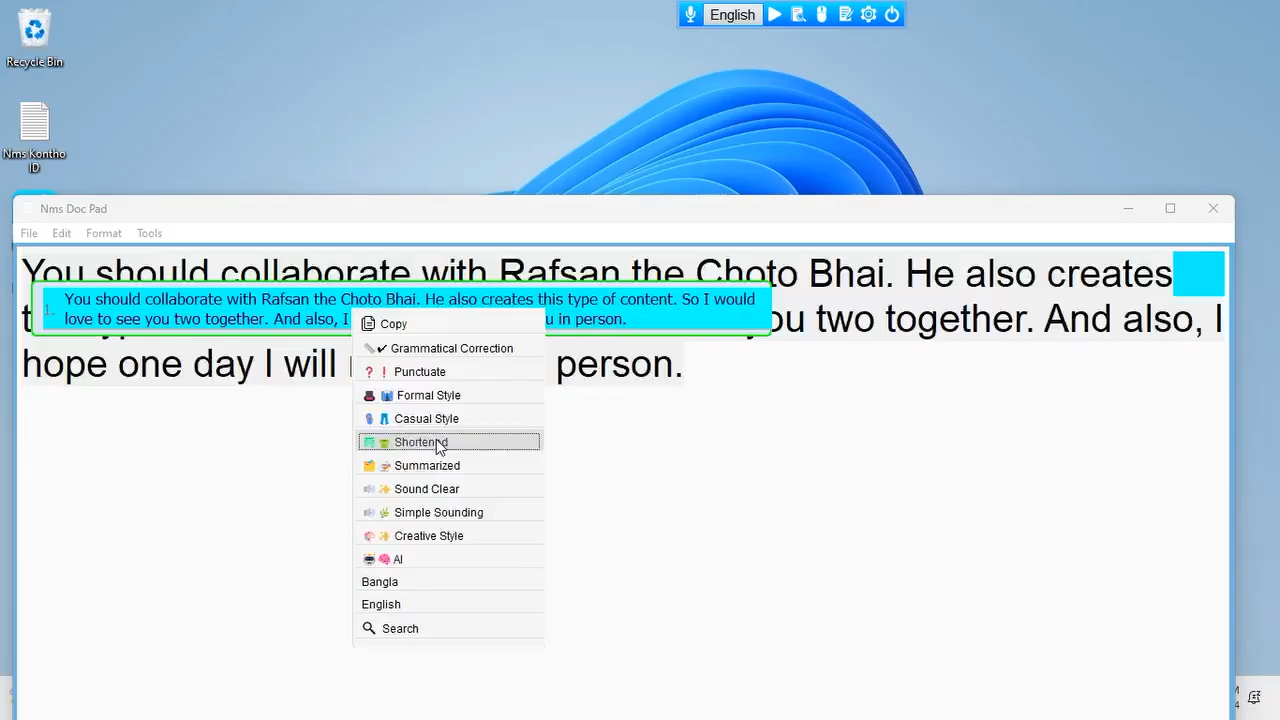 English
Recycle Bin
Nms Kontho
ID
Nms Doc Pad
File Edit Format Tools
You should collaborate with Rafsan the Choto Bhai. He also creates
1. You should collaborate with Rafsan the Choto Bhai. He also creates this type of content. So I would
love to see you two together. And also, I u in person.
ou two together. And also, I
hope one day I will person.
Copy
Grammatical Correction
Punctuate
Formal Style
Casual Style
Shortened
Summarized
Sound Clear
Simple Sounding
Creative Style
AI
Bangla
English
Search